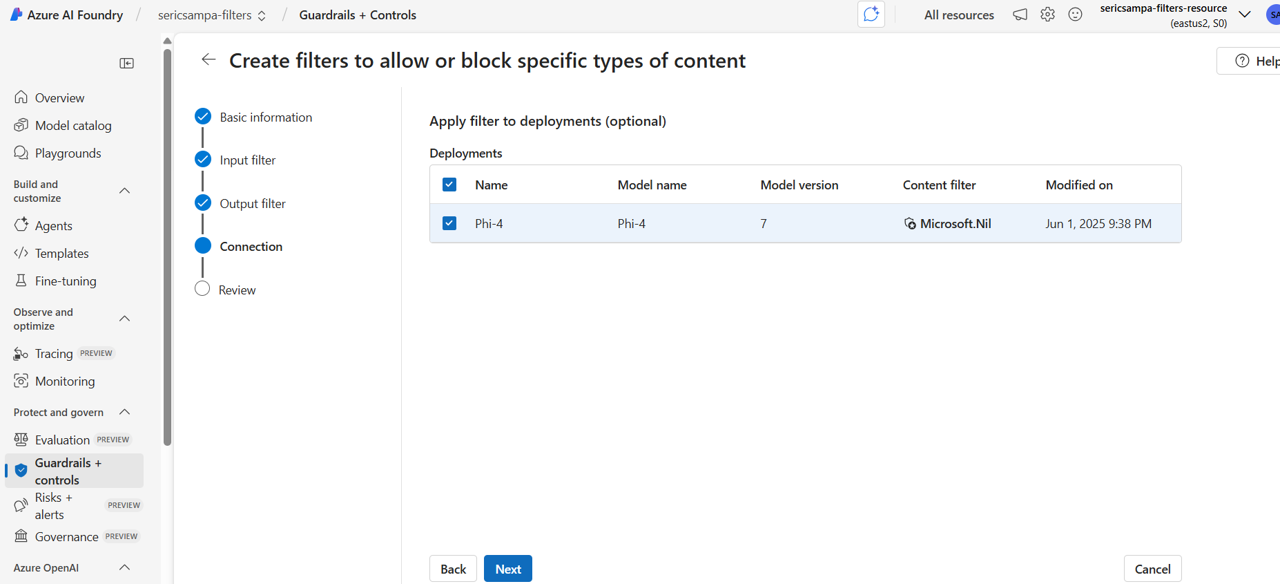 Azure AI Foundry / sericsampa-filters / Guardrails + Controls
All resources
sericsampa-filters-resource
(eastus2, S0)
Create filters to allow or block specific types of content
Help
Overview
Model catalog
Playgrounds
Build and
customize
Agents
Templates
Fine-tuning
Observe and
optimize
Tracing PREVIEW
Monitoring
Protect and govern
Evaluation PREVIEW
Guardrails +
controls
Risks +
alerts PREVIEW
Governance PREVIEW
Azure OpenAI
Basic information
Input filter
Output filter
Connection
Review
Apply filter to deployments (optional)
Deployments
Name Model name Model version Content filter Modified on
Phi-4 Phi-4 7 Microsoft.Nil Jun 1, 2025 9:38 PM
Back Next Cancel